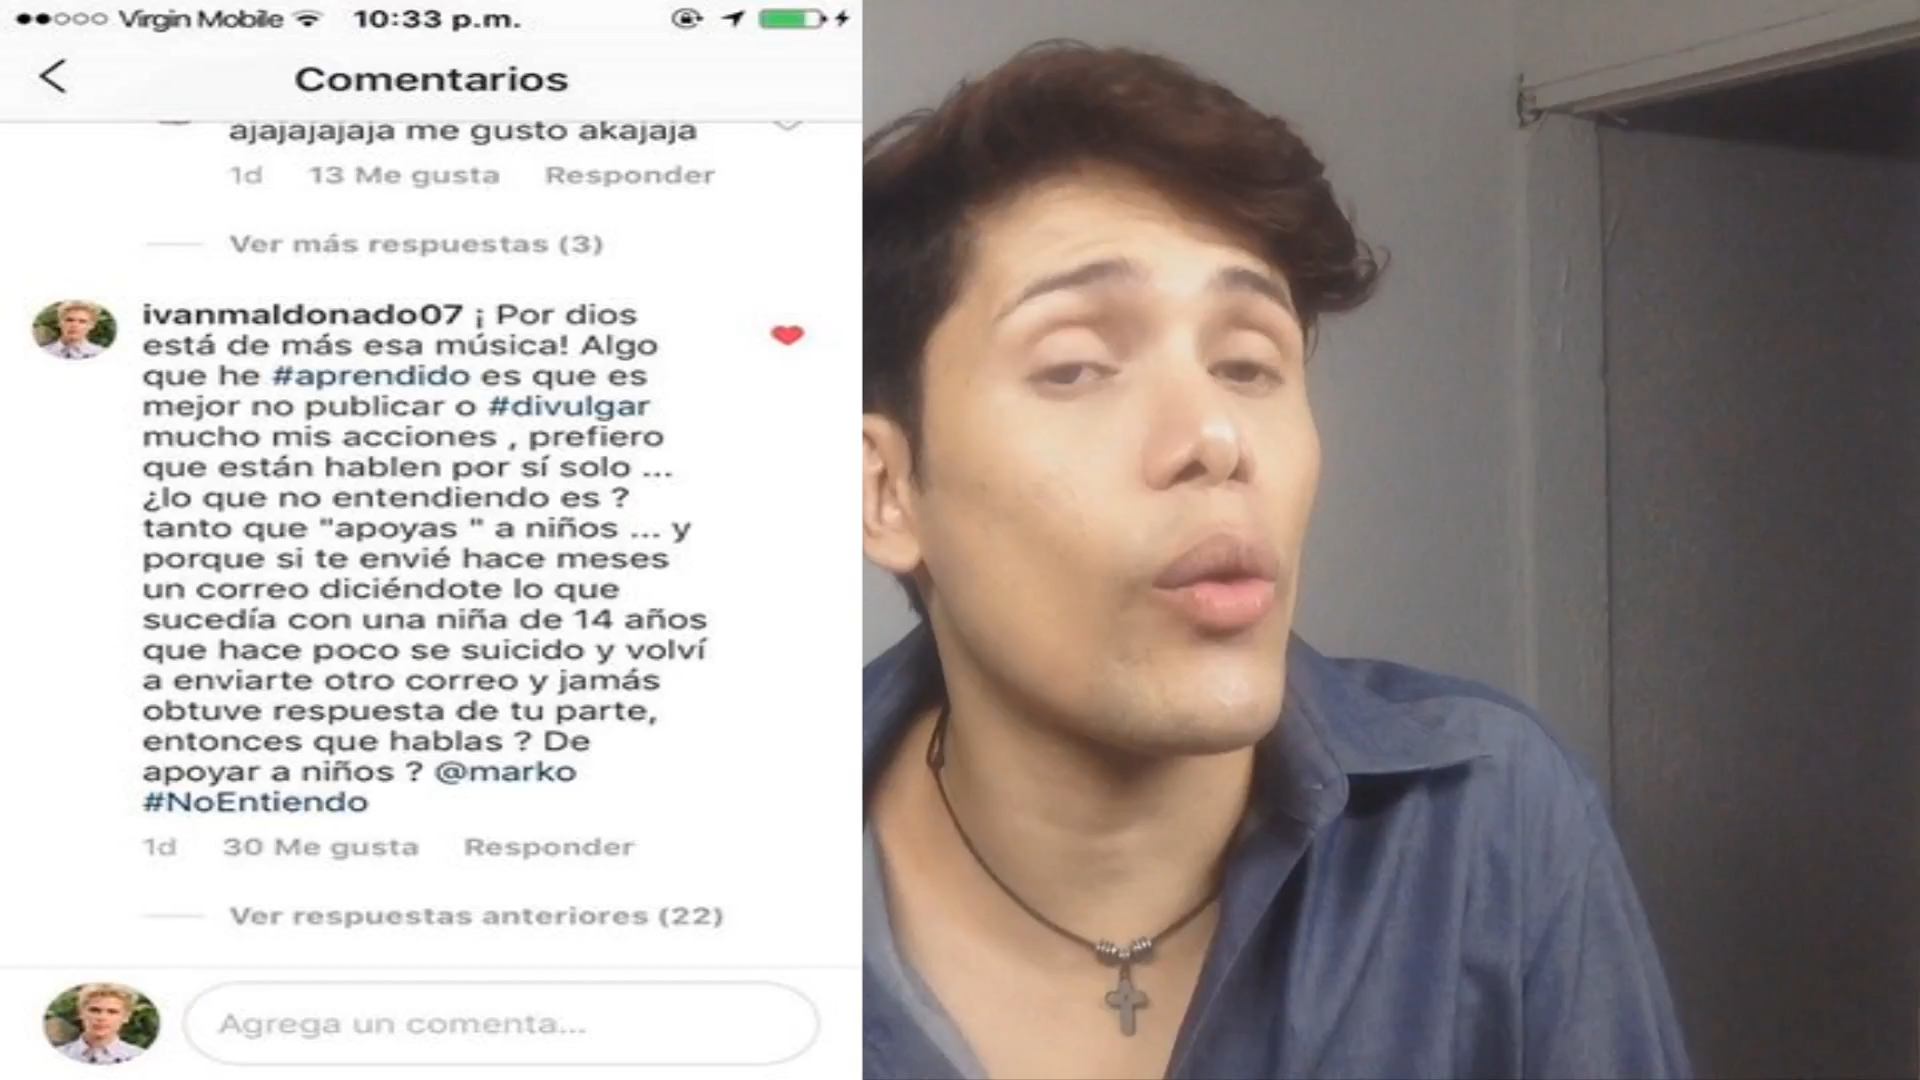 Virgin Mobile 10:33 p.m.
Comentarios
ajajajajaja me gusto akajaja
1d 13 Me gusta Responder
Ver más respuestas (3)
ivanmaldonado07 ¡ Por dios
está de más esa música! Algo
que he #aprendido es que es
mejor no publicar o #divulgar
mucho mis acciones , prefiero
que están hablen por sí solo ...
¿lo que no entendiendo es ?
tanto que "apoyas " a niños ... y
porque si te envié hace meses
un correo diciéndote lo que
sucedía con una niña de 14 años
que hace poco se suicido y volví
a enviarte otro correo y jamás
obtuve respuesta de tu parte,
entonces que hablas ? De
apoyar a niños ? @marko
#NoEntiendo
1d 30 Me gusta Responder
Ver respuestas anteriores (22)
Agrega un comenta...